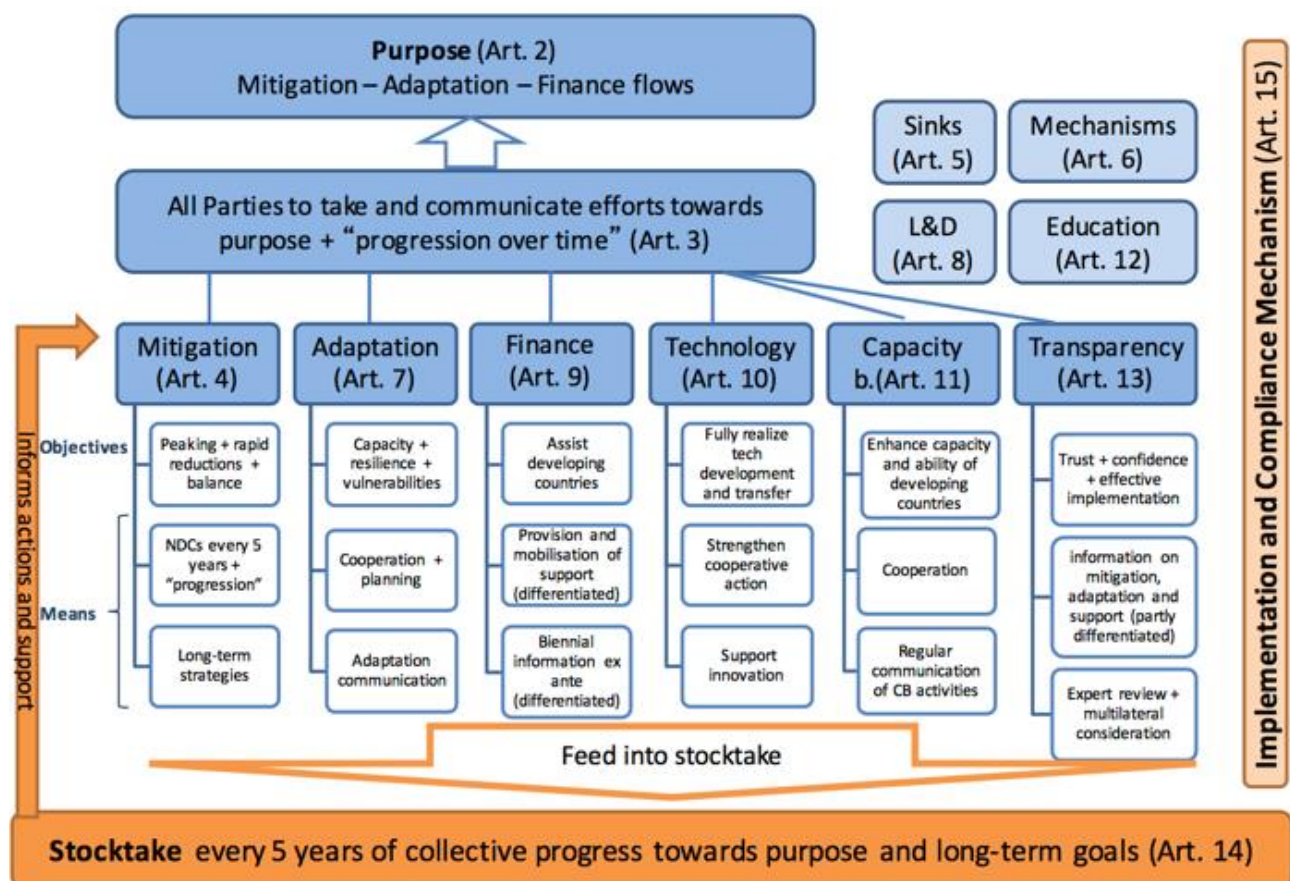 Purpose (Art. 2)
Mitigation – Adaptation – Finance flows
Sinks
(Art. 5)
Mechanisms
(Art. 6)
All Parties to take and communicate efforts towards
purpose + “progression over time” (Art. 3)
L&D
(Art. 8)
Education
(Art. 12)
Implementation and Compliance Mechanism (Art. 15)
Mitigation
(Art. 4)
Adaptation
(Art. 7)
Finance
(Art. 9)
Technology
(Art. 10)
Capacity
b.(Art. 11)
Transparency
(Art. 13)
Informs actions and support
Objectives
Peaking + rapid
reductions +
balance
Capacity +
resilience +
vulnerabilities
Assist
developing
countries
Fully realize
tech
development
and transfer
Enhance capacity
and ability of
developing
countries
Trust + confidence
+ effective
implementation
Means
NDCs every 5
years +
“progression”
Cooperation +
planning
Provision and
mobilisation of
support
(differentiated)
Strengthen
cooperative
action
Cooperation
information on
mitigation,
adaptation and
support (partly
differentiated)
Long-term
strategies
Adaptation
communication
Biennial
information ex
ante
(differentiated)
Support
innovation
Regular
communication
of CB activities
Expert review +
multilateral
consideration
Feed into stocktake
Stocktake every 5 years of collective progress towards purpose and long-term goals (Art. 14)